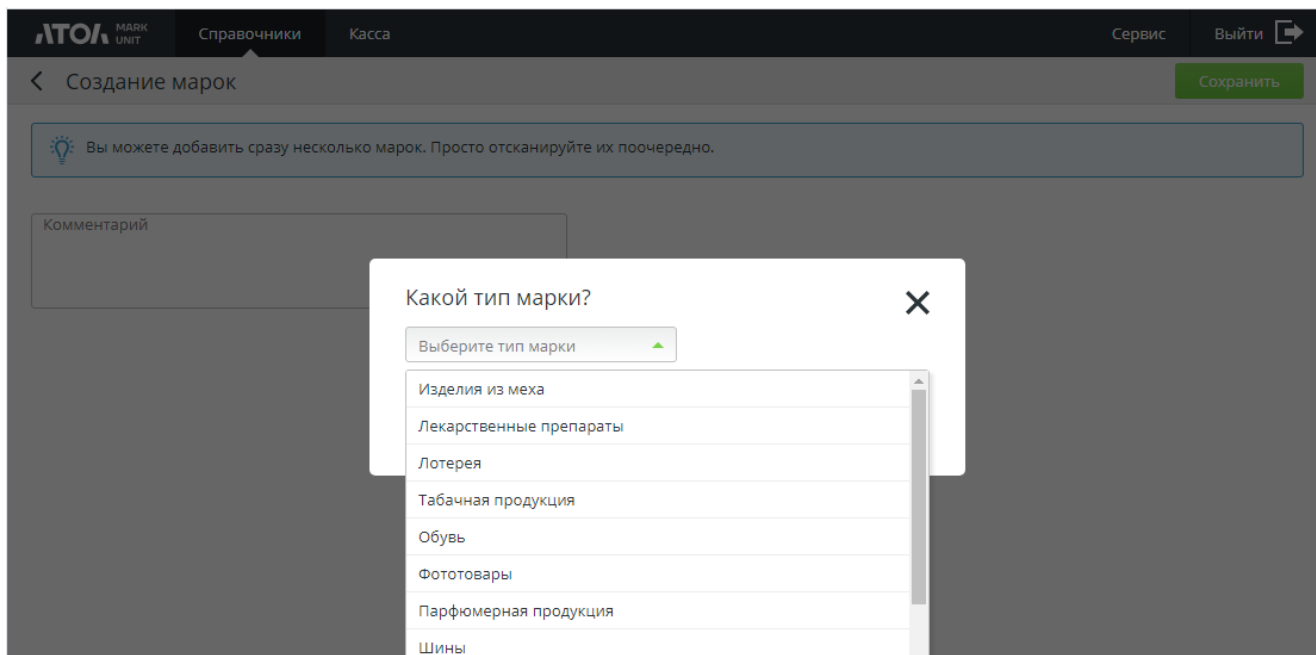 АТОЛ MARK UNIT Справочники Касса Сервис Выйти
Создание марок Сохранить
Вы можете добавить сразу несколько марок. Просто отсканируйте их поочередно.
Комментарий
Какой тип марки?
Выберите тип марки
Изделия из меха
Лекарственные препараты
Лотерея
Табачная продукция
Обувь
Фототовары
Парфюмерная продукция
Шины